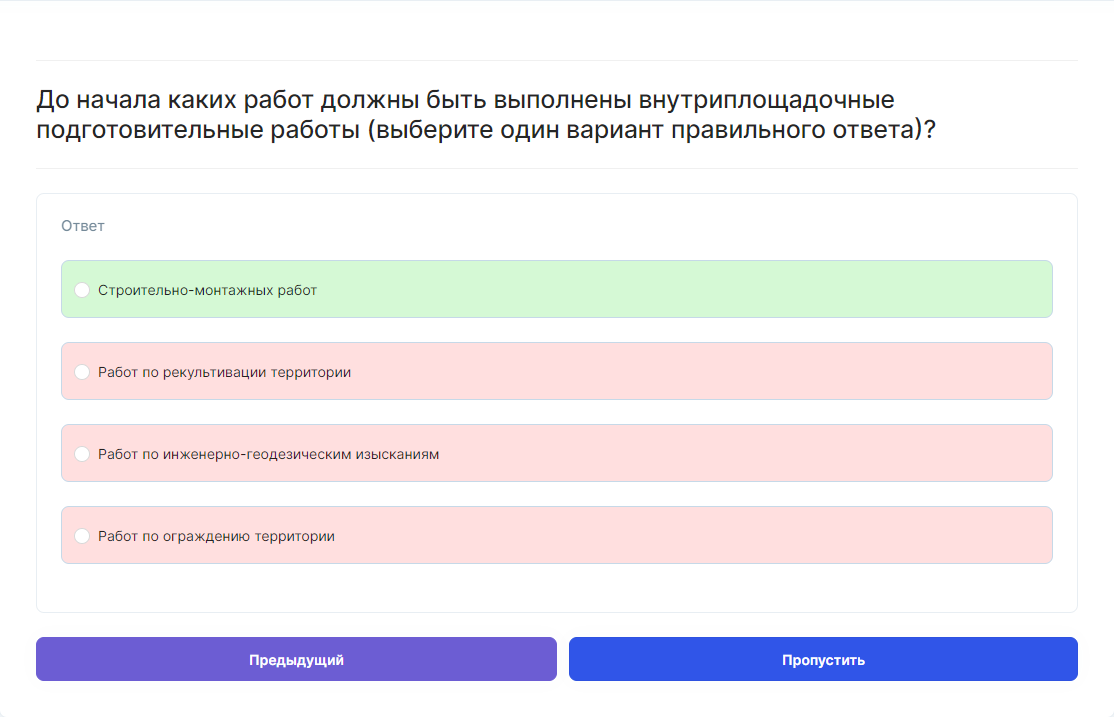 До начала каких работ должны быть выполнены внутриплощадочные
подготовительные работы (выберите один вариант правильного ответа)?
Ответ
Строительно-монтажных работ
Работ по рекультивации территории
Работ по инженерно-геодезическим изысканиям
Работ по ограждению территории
Предыдущий
Пропустить